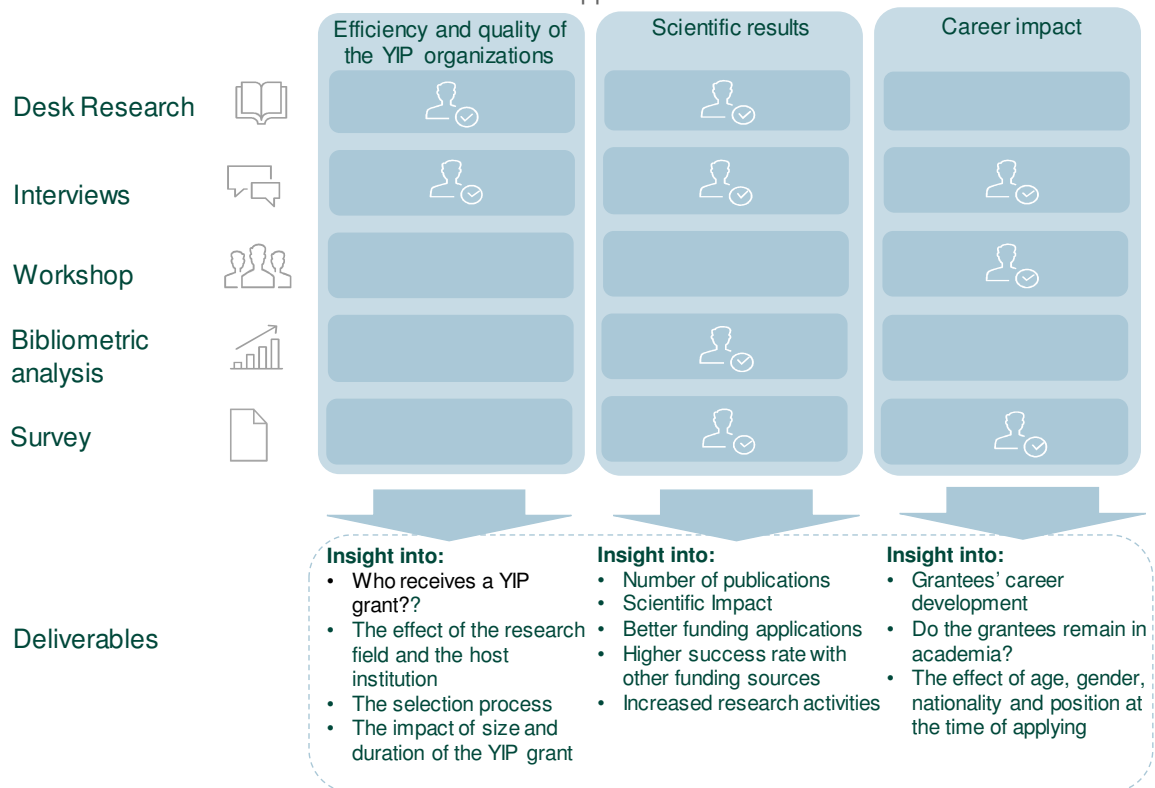 Efficiency and quality of
the YIP organizations
Scientific results
Career impact
Desk Research
Interviews
Workshop
Bibliometric
analysis
Survey
Deliverables
Insight into:
• Who receives a YIP
grant??
• The effect of the research
field and the host
institution
• The selection process
• The impact of size and
duration of the YIP grant
Insight into:
• Number of publications
• Scientific Impact
• Better funding applications
• Higher success rate with
other funding sources
• Increased research activities
Insight into:
• Grantees’ career
development
• Do the grantees remain in
academia?
• The effect of age, gender,
nationality and position at
the time of applying